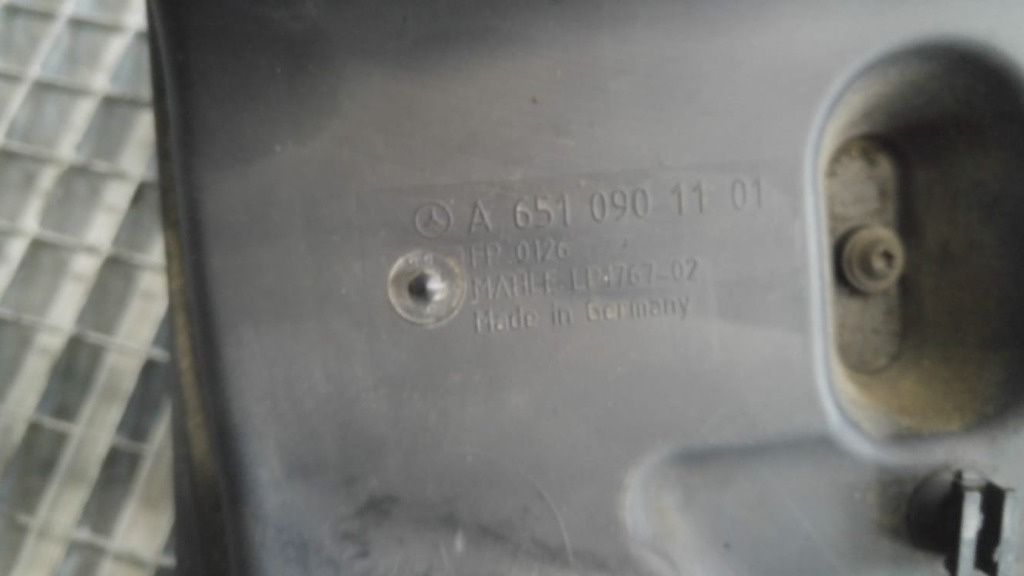 A 651 090 11 01
FP 0126
MAHLE LP4767-02
Made in Germany